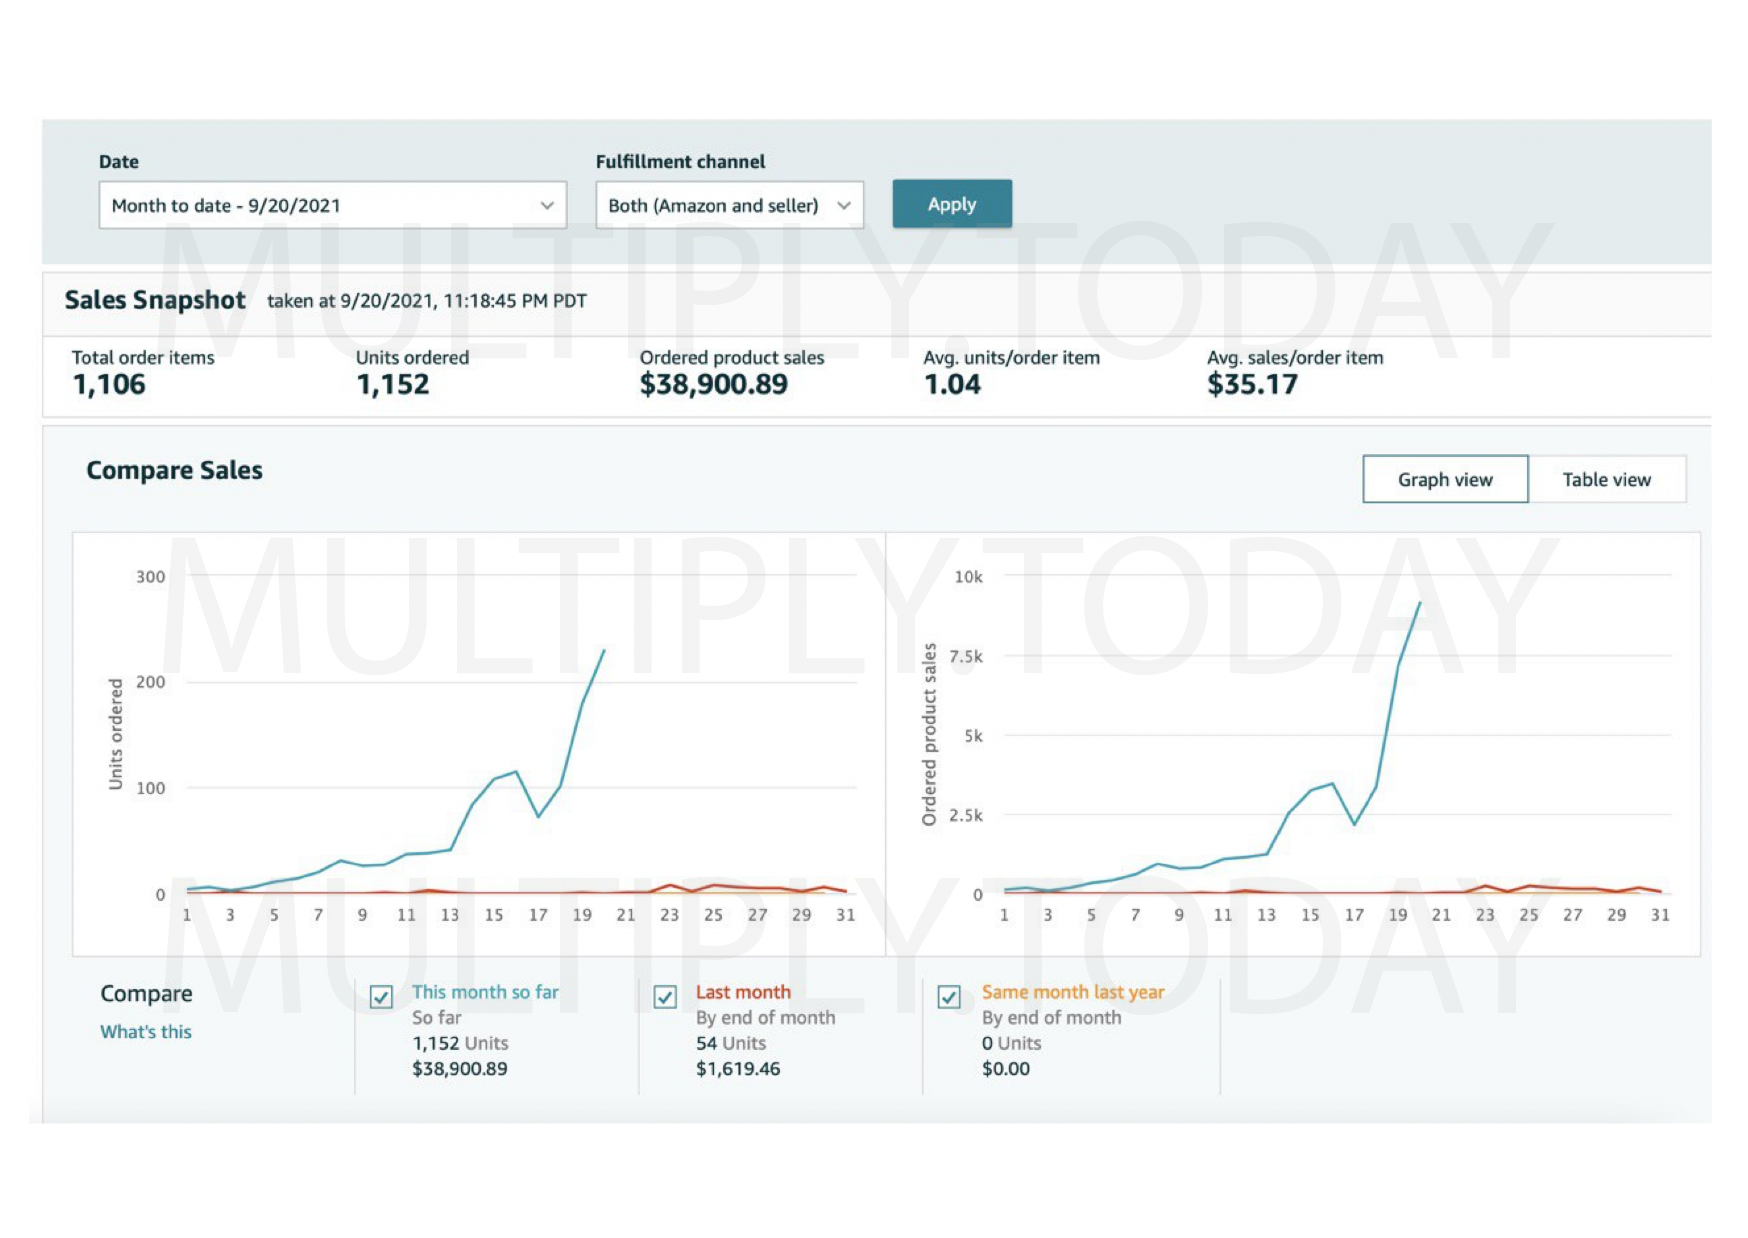 Date
Fulfillment channel
Month to date - 9/20/2021
Both (Amazon and seller)
Apply
MULTIPLY.TODAY
Sales Snapshot taken at 9/20/2021, 11:18:45 PM PDT
Total order items
Units ordered
Ordered product sales
Avg. units/order item
Avg. sales/order item
1,106
1,152
$38,900.89
1.04
$35.17
Compare Sales
Graph view
Table view
MULTIPLY.TODAY
Units ordered
300
200
100
0
1 3 5 7 9 11 13 15 17 19 21 23 25 27 29 31
Ordered product sales
10k
7.5k
5k
2.5k
0
1 3 5 7 9 11 13 15 17 19 21 23 25 27 29 31
MULTIPLY.TODAY
Compare
What's this
This month so far
So far
1,152 Units
$38,900.89
Last month
By end of month
54 Units
$1,619.46
Same month last year
By end of month
0 Units
$0.00